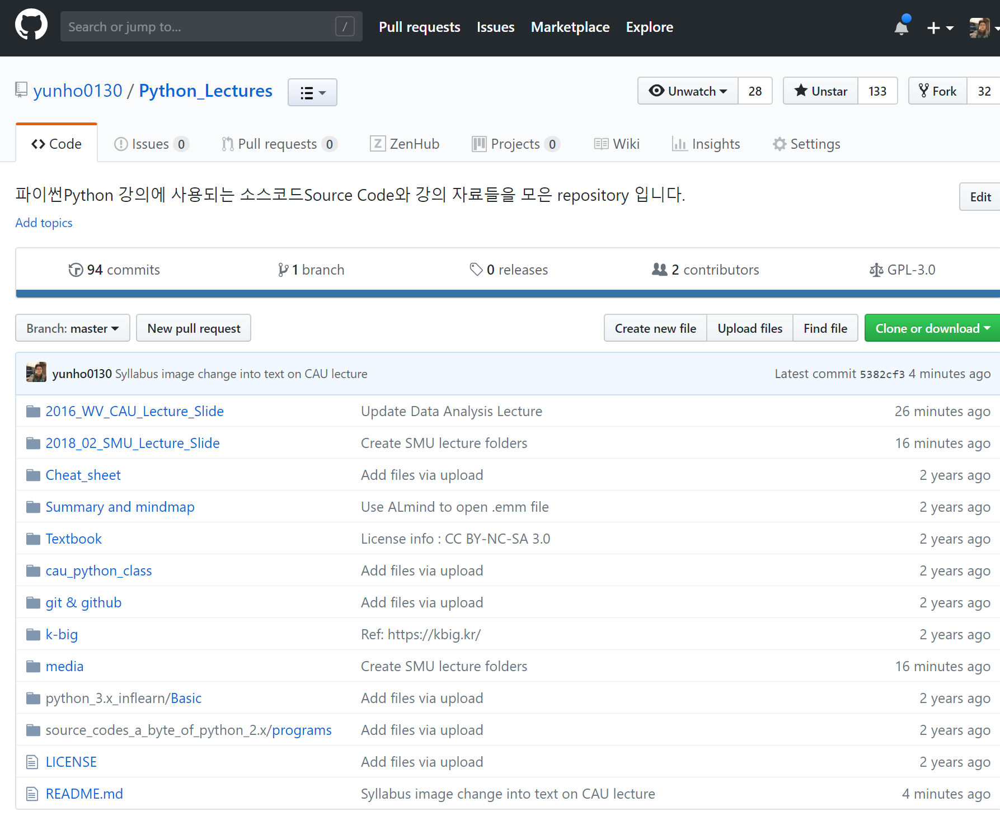 Search or jump to... / Pull requests Issues Marketplace Explore
yunho0130 / Python_Lectures Unwatch 28 Unstar 133 Fork 32
Code Issues 0 Pull requests 0 Z ZenHub Projects 0 Wiki Insights Settings
파이썬Python 강의에 사용되는 소스코드Source Code와 강의 자료들을 모은 repository 입니다. Edit
Add topics
94 commits 1 branch 0 releases 2 contributors GPL-3.0
Branch: master New pull request Create new file Upload files Find file Clone or download
yunho0130 Syllabus image change into text on CAU lecture Latest commit 5382cf3 4 minutes ago
2016_WV_CAU_Lecture_Slide Update Data Analysis Lecture 26 minutes ago
2018_02_SMU_Lecture_Slide Create SMU lecture folders 16 minutes ago
Cheat_sheet Add files via upload 2 years ago
Summary and mindmap Use ALmind to open .emm file 2 years ago
Textbook License info : CC BY-NC-SA 3.0 2 years ago
cau_python_class Add files via upload 2 years ago
git & github Add files via upload 2 years ago
k-big Ref: https://kbig.kr/ 2 years ago
media Create SMU lecture folders 16 minutes ago
python_3.x_inflearn/Basic Add files via upload 2 years ago
source_codes_a_byte_of_python_2.x/programs Add files via upload 2 years ago
LICENSE Add files via upload 2 years ago
README.md Syllabus image change into text on CAU lecture 4 minutes ago